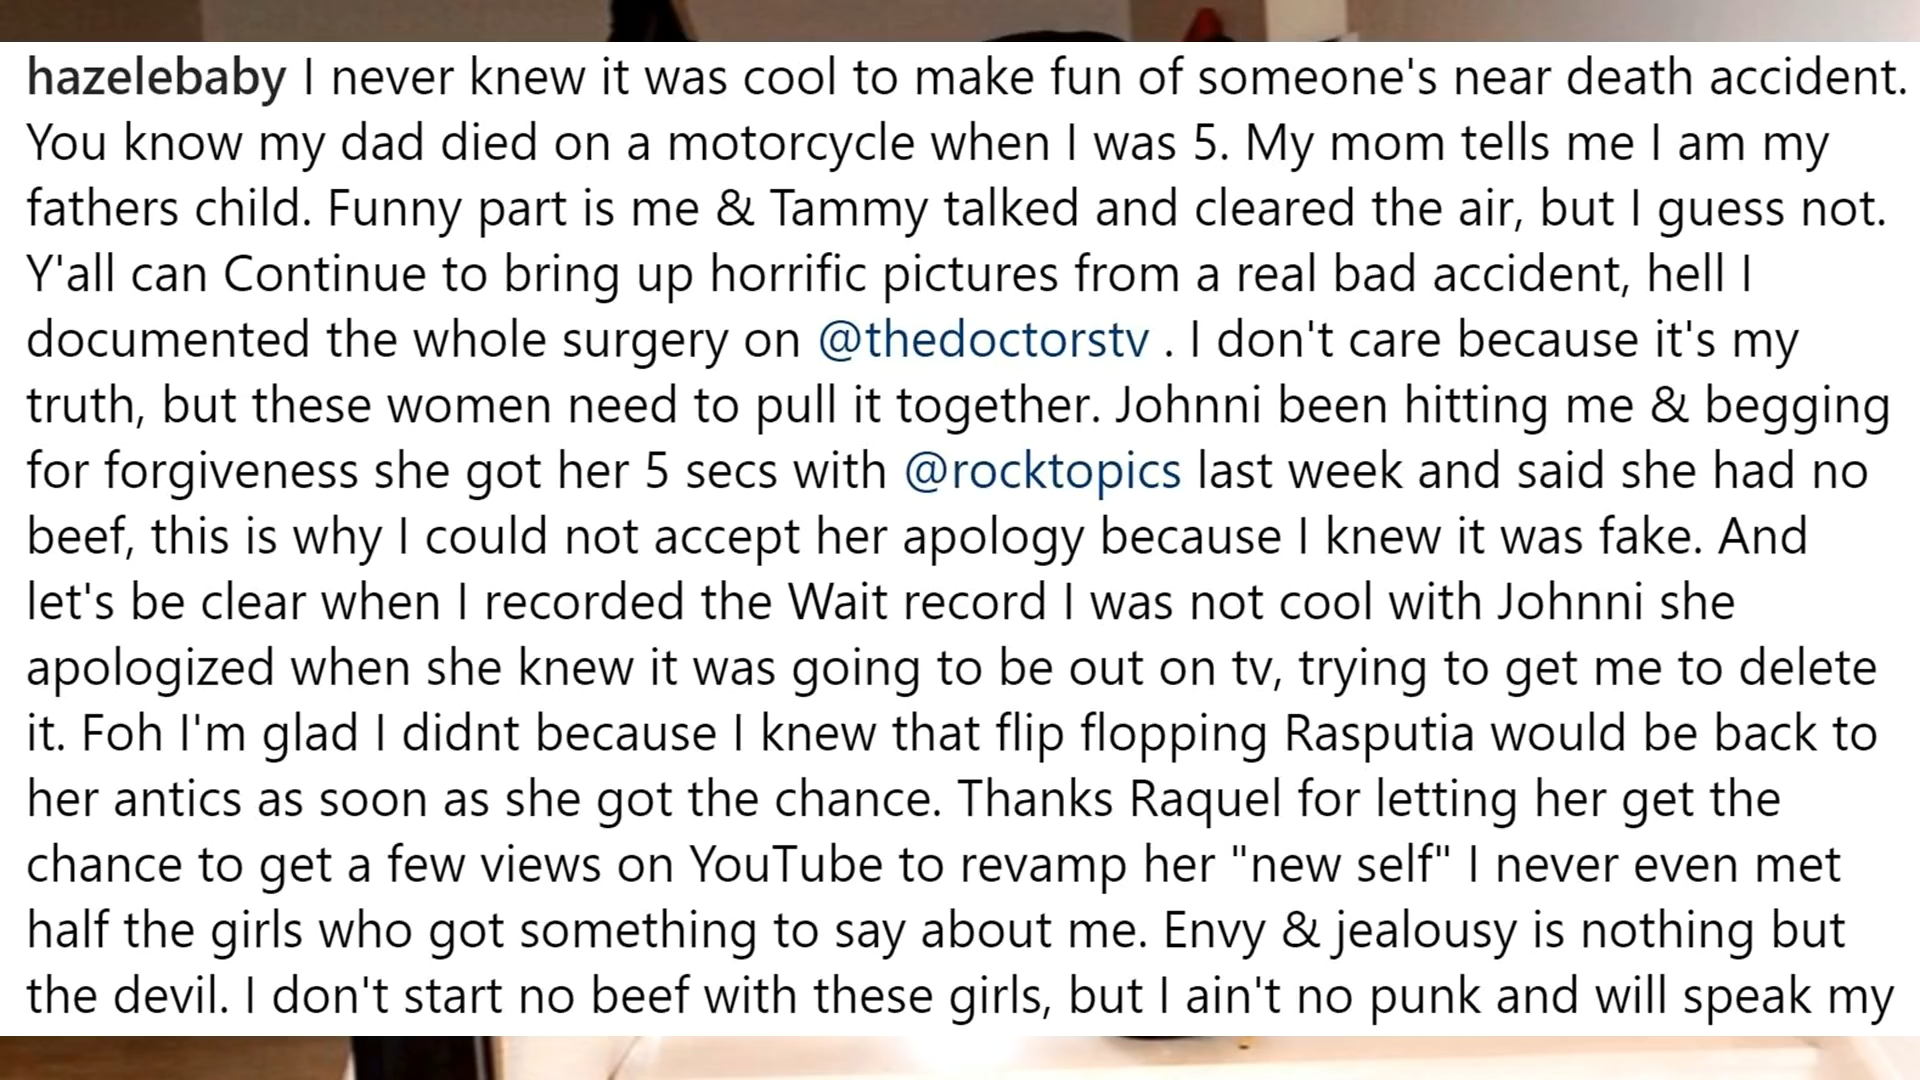 hazelebaby I never knew it was cool to make fun of someone's near death accident.
You know my dad died on a motorcycle when I was 5. My mom tells me I am my
fathers child. Funny part is me & Tammy talked and cleared the air, but I guess not.
Y'all can Continue to bring up horrific pictures from a real bad accident, hell I
documented the whole surgery on @thedoctorstv . I don't care because it's my
truth, but these women need to pull it together. Johnni been hitting me & begging
for forgiveness she got her 5 secs with @rocktopics last week and said she had no
beef, this is why I could not accept her apology because I knew it was fake. And
let's be clear when I recorded the Wait record I was not cool with Johnni she
apologized when she knew it was going to be out on tv, trying to get me to delete
it. Foh I'm glad I didnt because I knew that flip flopping Rasputia would be back to
her antics as soon as she got the chance. Thanks Raquel for letting her get the
chance to get a few views on YouTube to revamp her "new self" I never even met
half the girls who got something to say about me. Envy & jealousy is nothing but
the devil. I don't start no beef with these girls, but I ain't no punk and will speak my